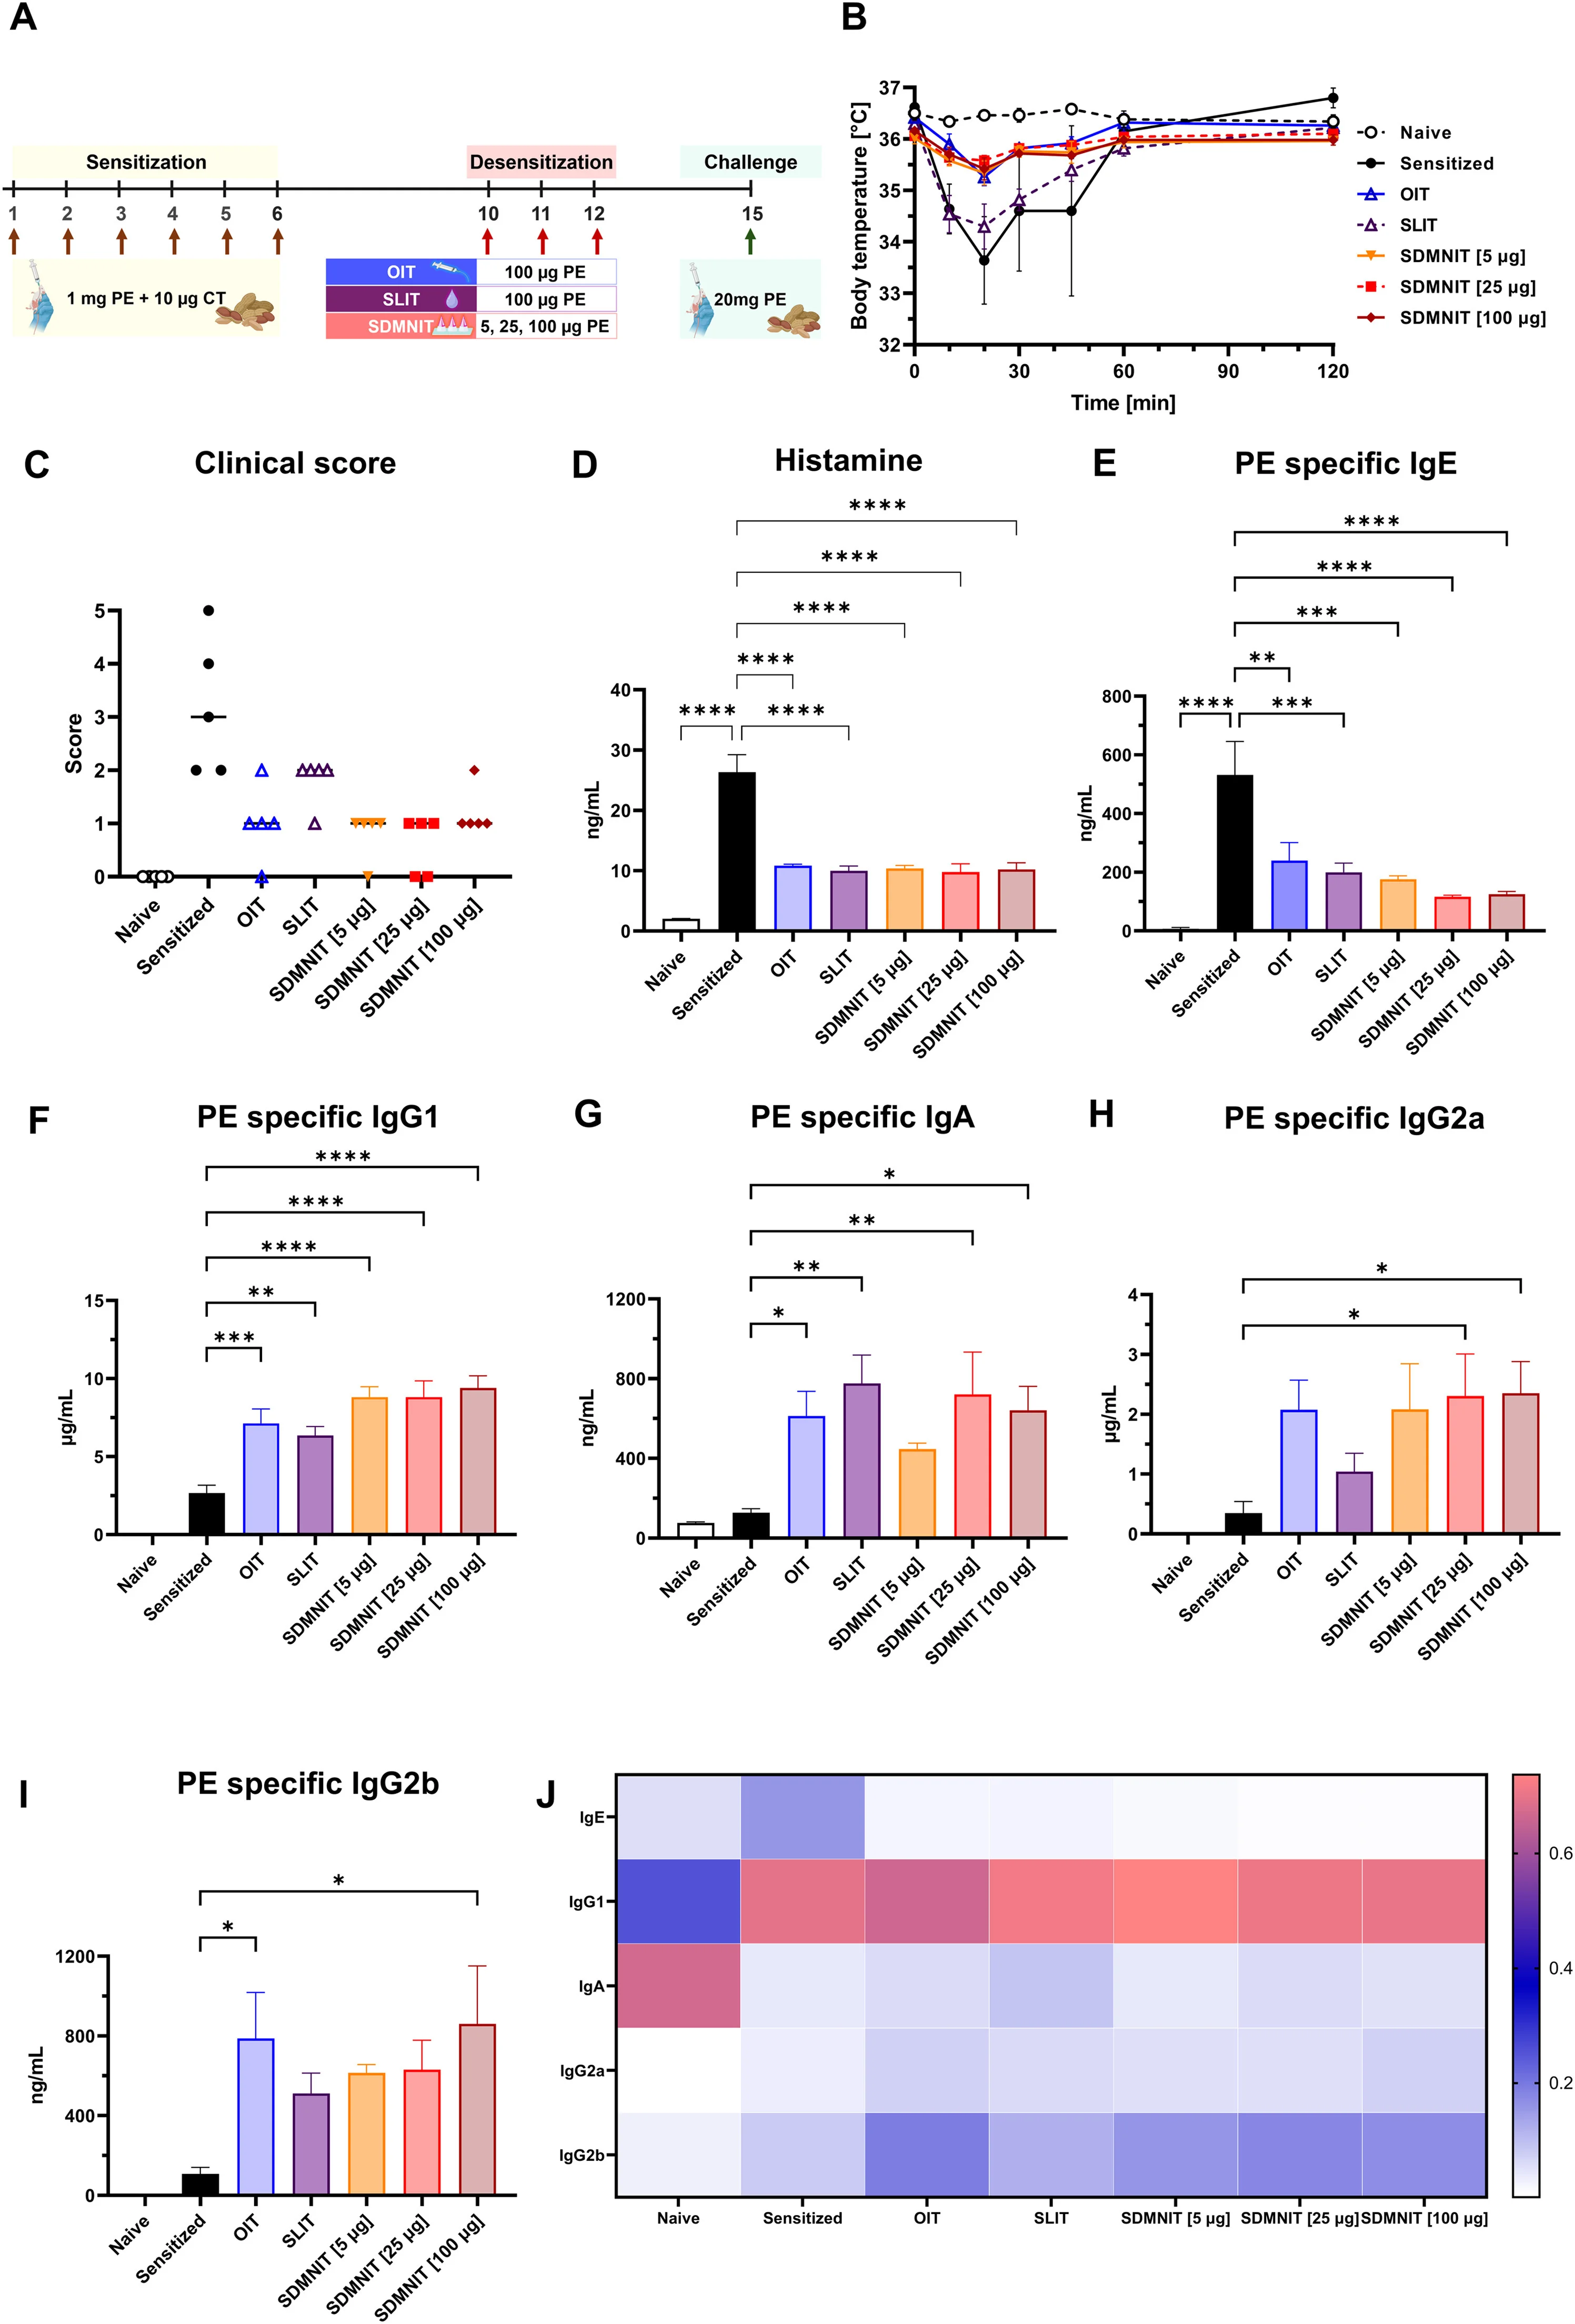 A
Sensitization
Desensitization
Challenge
1 2 3 4 5 6 10 11 12 15
1 mg PE + 10 µg CT
OIT 100 µg PE
SLIT 100 µg PE
SDMNIT 5, 25, 100 µg PE
20mg PE
B
Body temperature [°C]
37
36
35
34
33
32
0 30 60 90 120
Time [min]
Naive
Sensitized
OIT
SLIT
SDMNIT [5 µg]
SDMNIT [25 µg]
SDMNIT [100 µg]
C
Clinical score
Score
5
4
3
2
1
0
Naive
Sensitized
OIT
SLIT
SDMNIT [5 µg]
SDMNIT [25 µg]
SDMNIT [100 µg]
D
Histamine
****
****
****
****
**** ****
ng/mL
40
30
20
10
0
Naive
Sensitized
OIT
SLIT
SDMNIT [5 µg]
SDMNIT [25 µg]
SDMNIT [100 µg]
E
PE specific IgE
****
****
***
**
**** ***
ng/mL
800
600
400
200
0
Naive
Sensitized
OIT
SLIT
SDMNIT [5 µg]
SDMNIT [25 µg]
SDMNIT [100 µg]
F
PE specific IgG1
****
****
****
**
***
µg/mL
15
10
5
0
Naive
Sensitized
OIT
SLIT
SDMNIT [5 µg]
SDMNIT [25 µg]
SDMNIT [100 µg]
G
PE specific IgA
*
**
**
*
ng/mL
1200
800
400
0
Naive
Sensitized
OIT
SLIT
SDMNIT [5 µg]
SDMNIT [25 µg]
SDMNIT [100 µg]
H
PE specific IgG2a
*
*
µg/mL
4
3
2
1
0
Naive
Sensitized
OIT
SLIT
SDMNIT [5 µg]
SDMNIT [25 µg]
SDMNIT [100 µg]
I
PE specific IgG2b
*
*
ng/mL
1200
800
400
0
Naive
Sensitized
OIT
SLIT
SDMNIT [5 µg]
SDMNIT [25 µg]
SDMNIT [100 µg]
J
IgE
IgG1
IgA
IgG2a
IgG2b
Naive Sensitized OIT SLIT SDMNIT [5 µg] SDMNIT [25 µg] SDMNIT [100 µg]
0.6
0.4
0.2